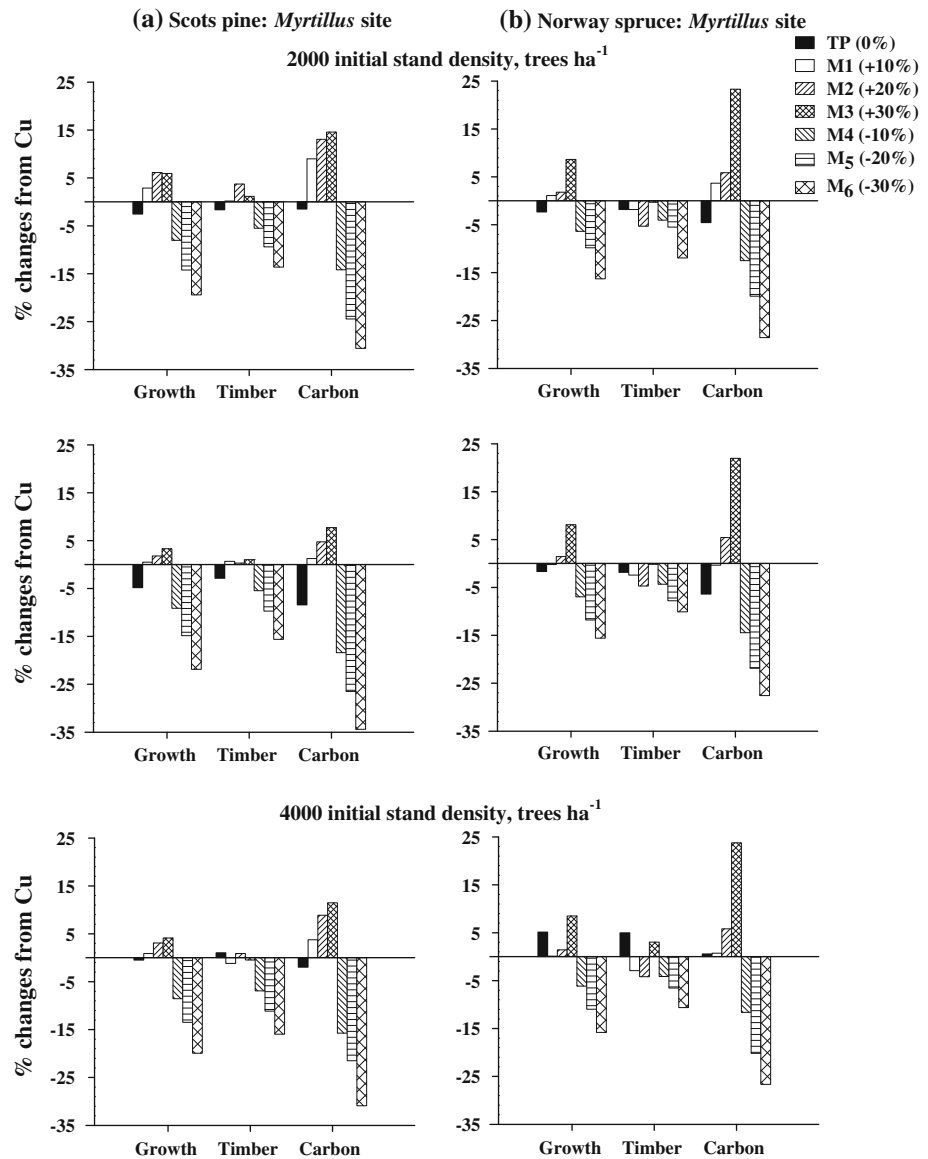 (a) Scots pine: Myrtillus site
(b) Norway spruce: Myrtillus site
TP (0%)
M1 (+10%)
M2 (+20%)
M3 (+30%)
M4 (-10%)
M5 (-20%)
M6 (-30%)
2000 initial stand density, trees ha-1
% changes from Cu
25
15
5
-5
-15
-25
-35
Growth Timber Carbon
25
15
5
-5
-15
-25
-35
Growth Timber Carbon
% changes from Cu
25
15
5
-5
-15
-25
-35
Growth Timber Carbon
25
15
5
-5
-15
-25
-35
Growth Timber Carbon
4000 initial stand density, trees ha-1
% changes from Cu
25
15
5
-5
-15
-25
-35
Growth Timber Carbon
25
15
5
-5
-15
-25
-35
Growth Timber Carbon